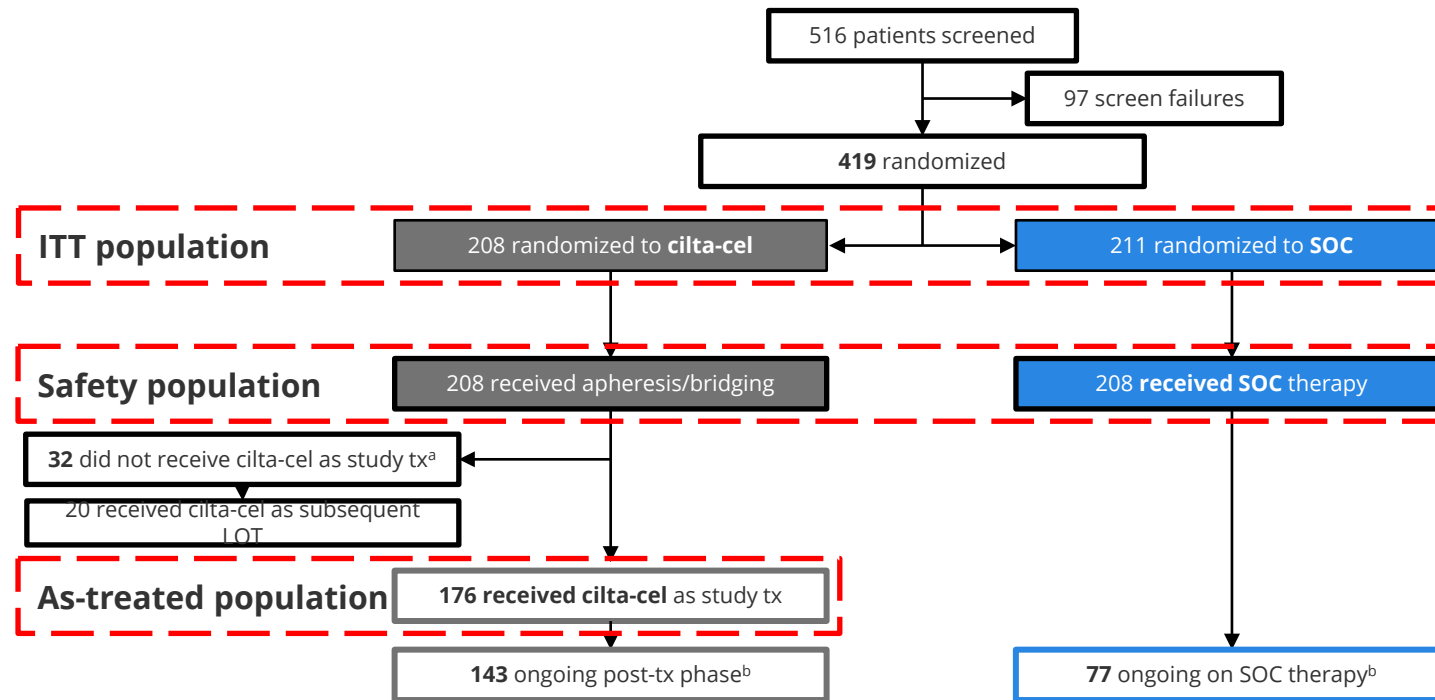 516 patients screened
97 screen failures
419 randomized
ITT population
208 randomized to cilta-cel
211 randomized to SOC
Safety population
208 received apheresis/bridging
208 received SOC therapy
32 did not receive cilta-cel as study txᵃ
20 received cilta-cel as subsequent
LOT
As-treated population
176 received cilta-cel as study tx
143 ongoing post-tx phaseᵇ
77 ongoing on SOC therapyᵇ